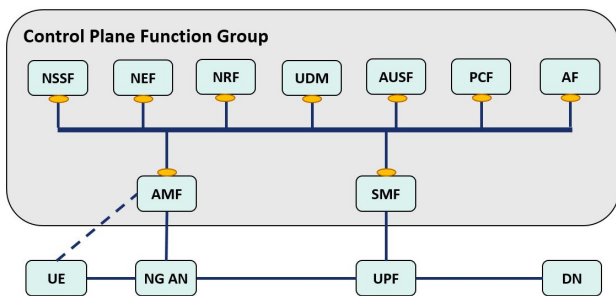 Control Plane Function Group
NSSF NEF NRF UDM AUSF PCF AF
AMF SMF
UE NG AN UPF DN